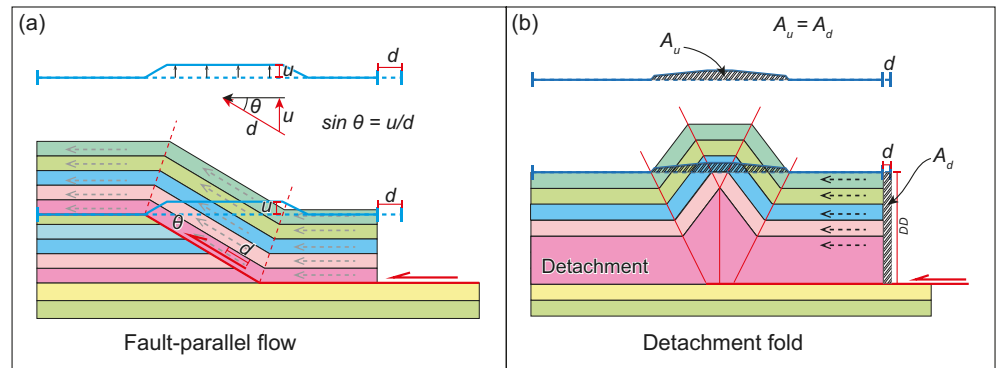 (a)
d
u
θ
u
d
sin θ = u/d
d
u
θ
d
Fault-parallel flow
(b)
A_u = A_d
A_u
d
d
A_d
DD
Detachment
Detachment fold